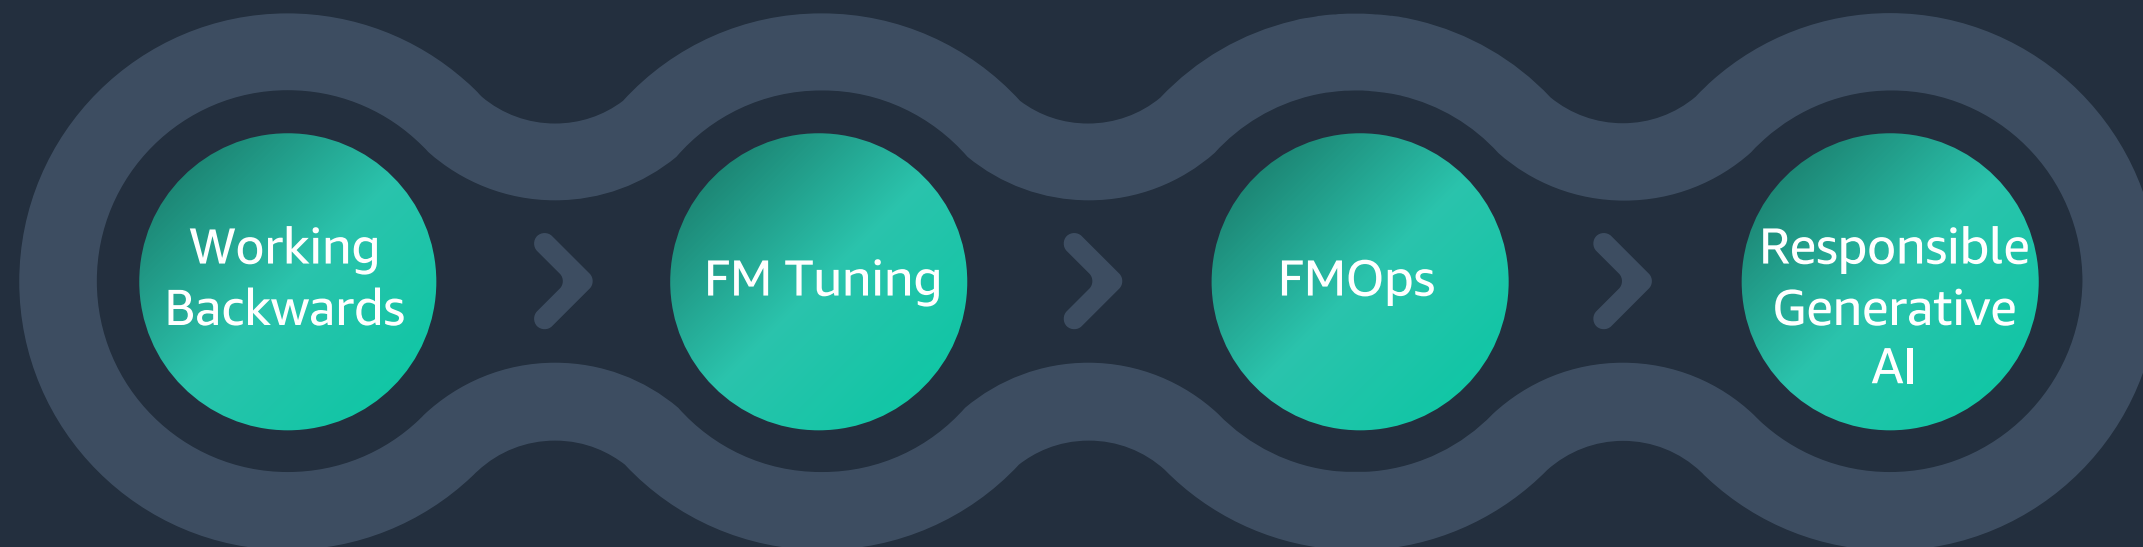 Working
Backwards
FM Tuning
FMOps
Responsible
Generative
AI